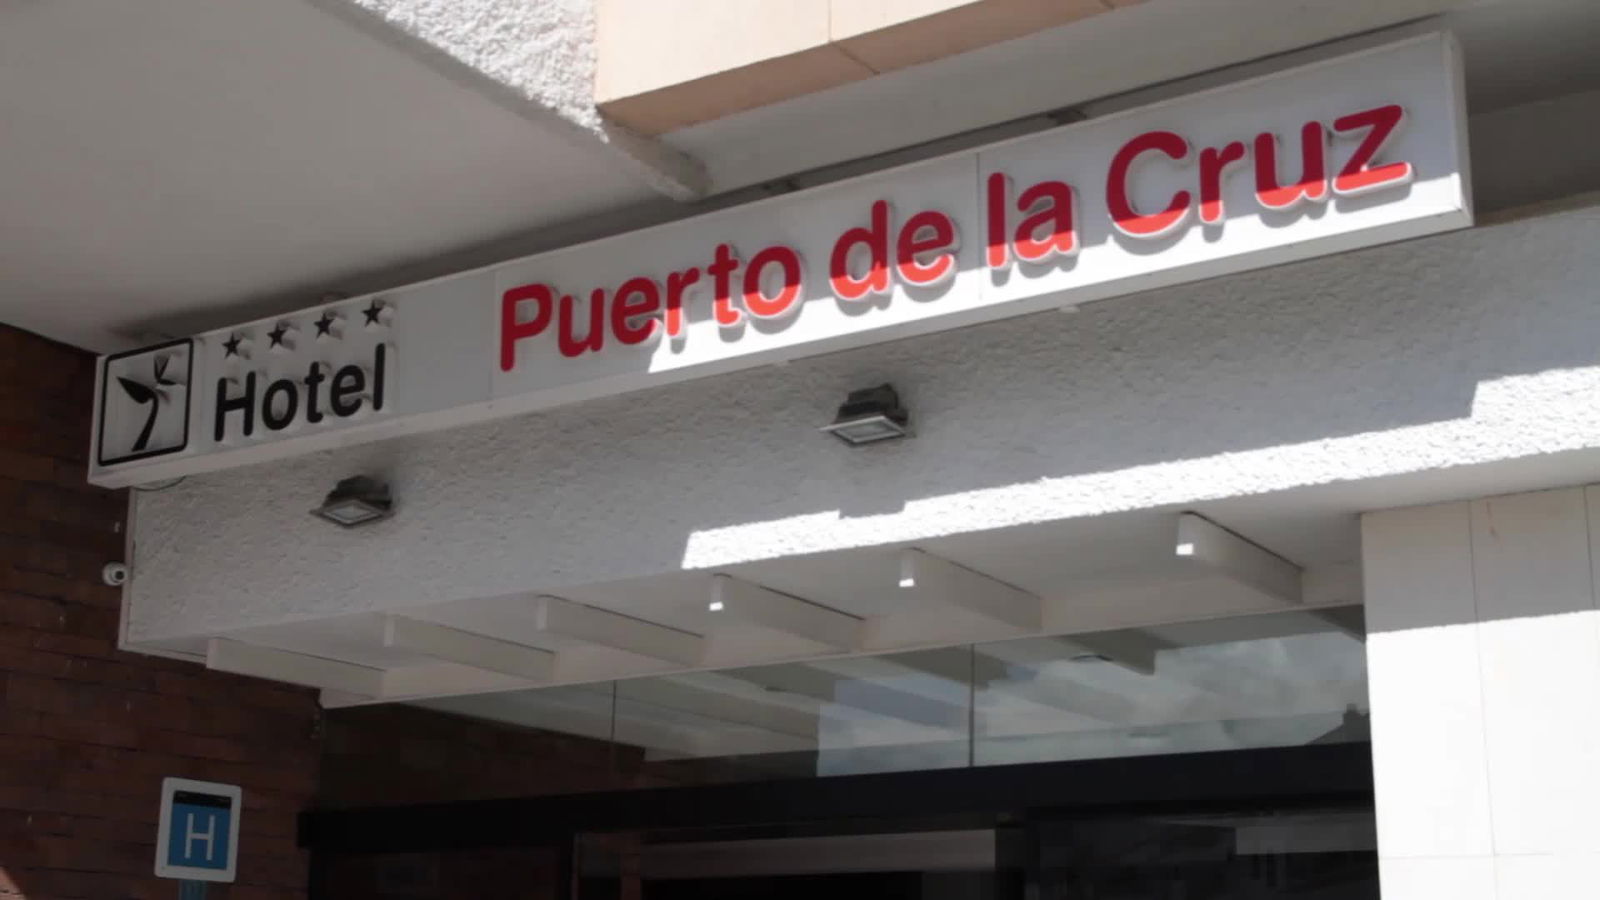 ★★★★
Hotel
Puerto de la Cruz
H